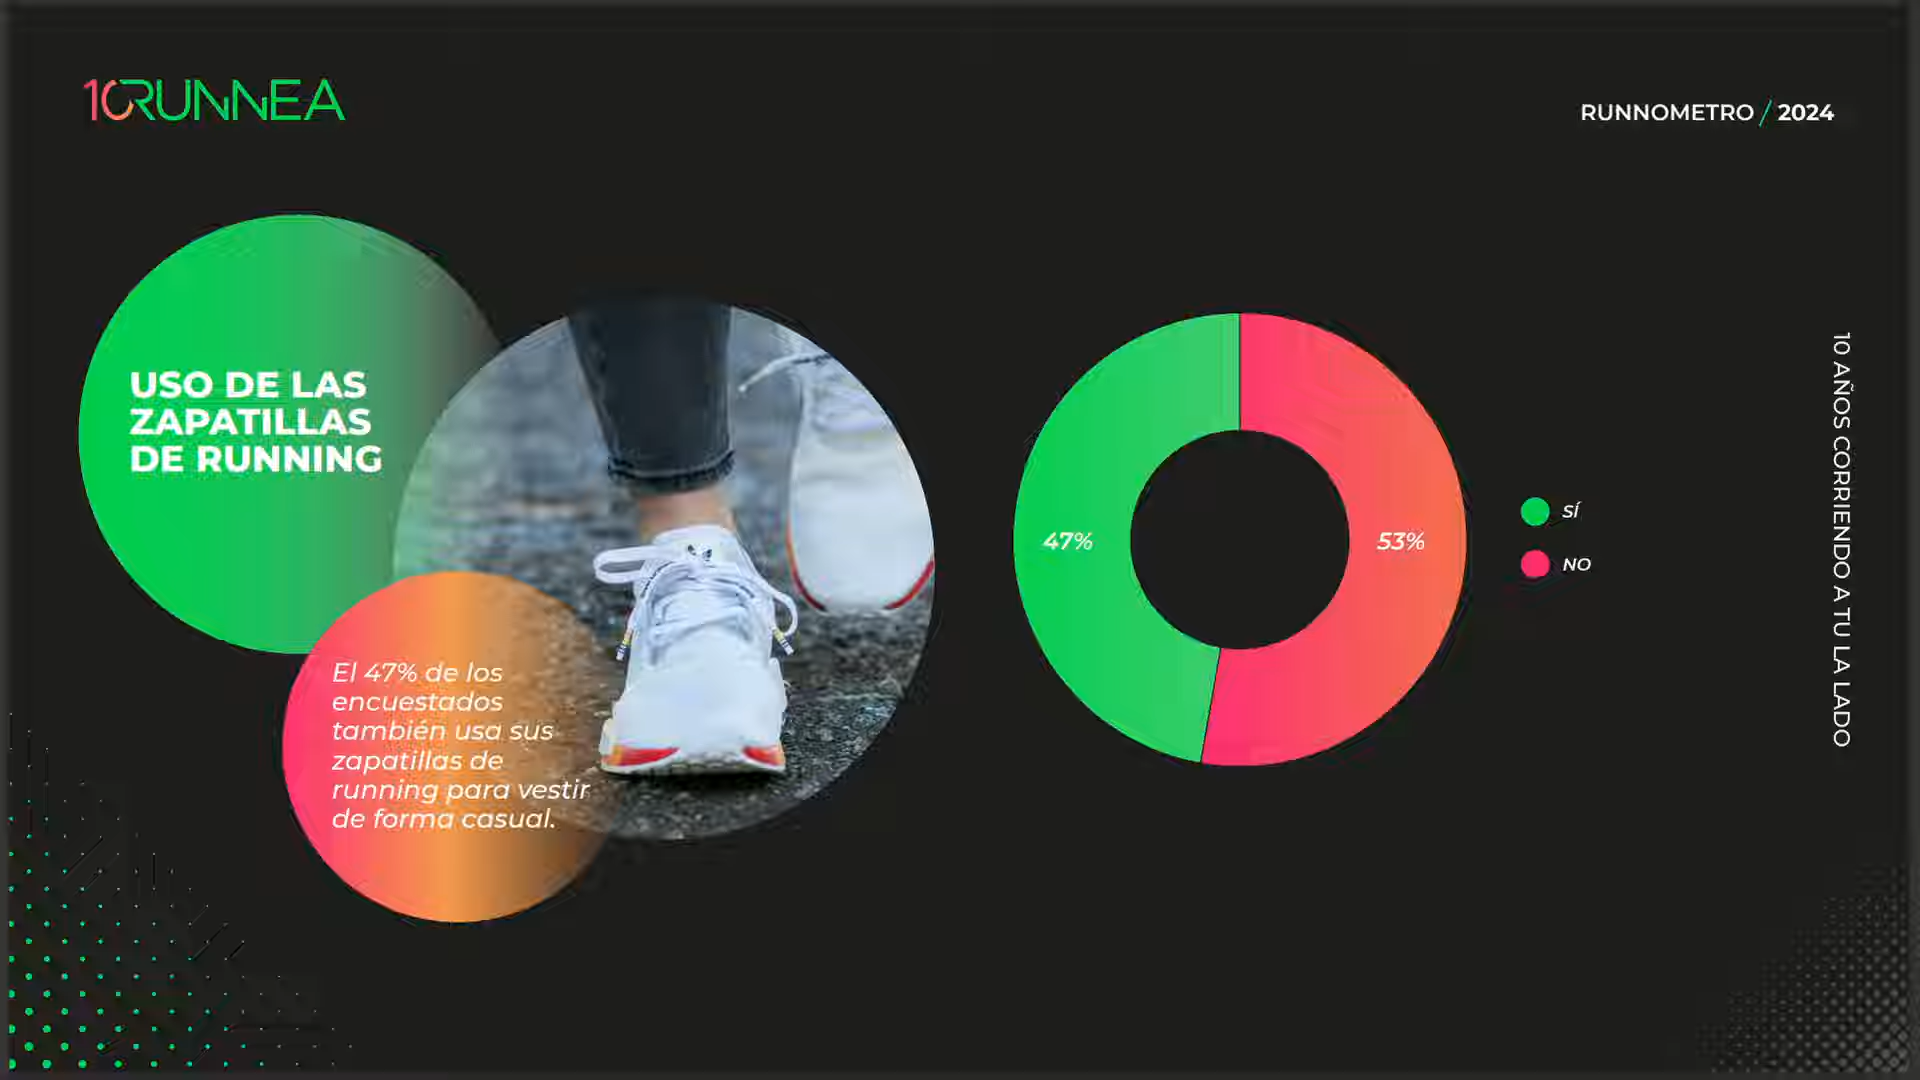 10RUNNEA
RUNNOMETRO / 2024
USO DE LAS
ZAPATILLAS
DE RUNNING
El 47% de los
encuestados
también usa sus
zapatillas de
running para vestir
de forma casual.
47%
53%
SÍ
NO
10 AÑOS CORRIENDO A TU LA LADO